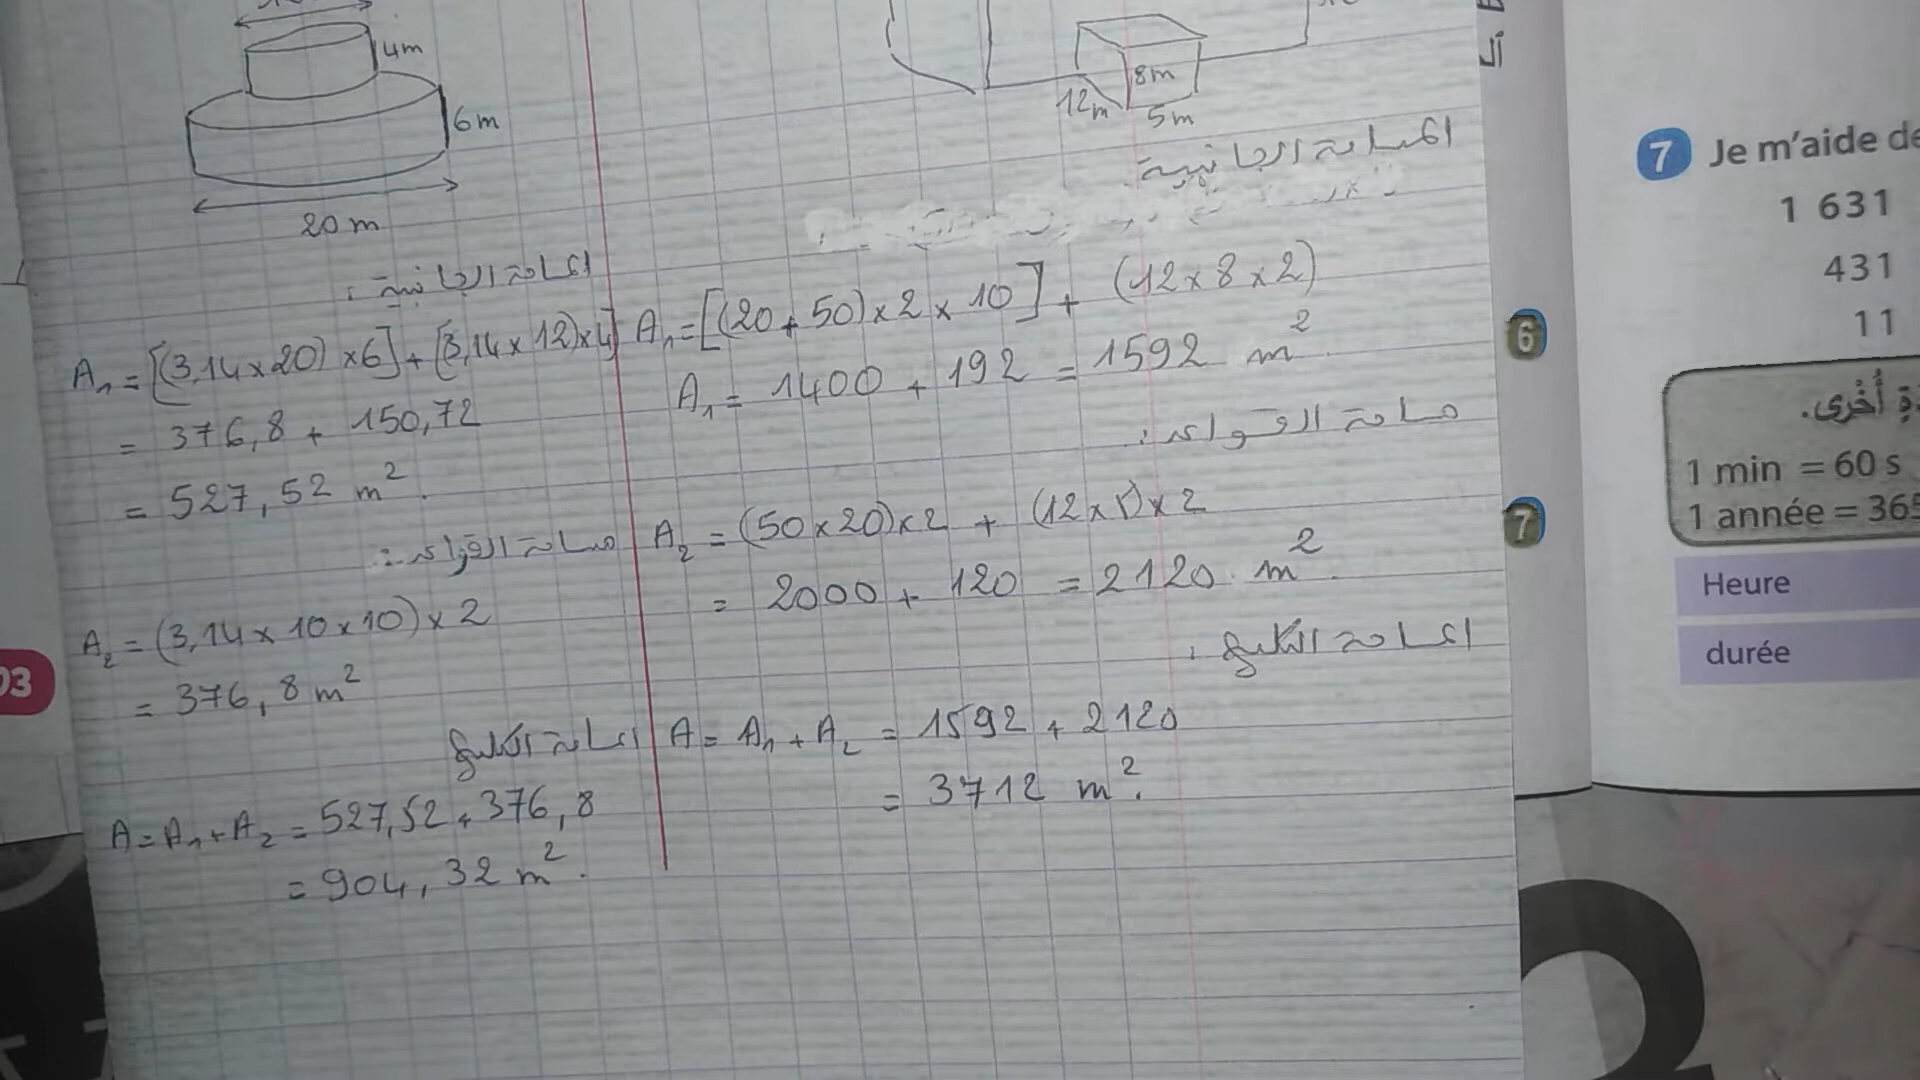 4m
6m
20 m
المساحة الجانبية :
A₁ = [(3,14 x 20) x 6] + [3,14 x 12) x 4]
= 376,8 + 150,72
= 527,52 m².
مساحة القواعد :
A₂ = (3,14 x 10 x 10) x 2
= 376,8 m²
المساحة الكلية
A = A₁ + A₂ = 527,52 + 376,8
= 904,32 m².
8m
12m
5m
المساحة الجانبية :
A₁ = [(20 + 50) x 2 x 10] + (12 x 8 x 2)
A₁ = 1400 + 192 = 1592 m².
مساحة القواعد :
A₂ = (50 x 20) x 2 + (12 x 5) x 2
= 2000 + 120 = 2120 m².
المساحة الكلية :
A = A₁ + A₂ = 1592 + 2120
= 3712 m².
6
7
7 Je m'aide de
1 631
431
11
أُخْرى.
1 min = 60 s
1 année = 365
Heure
durée
03